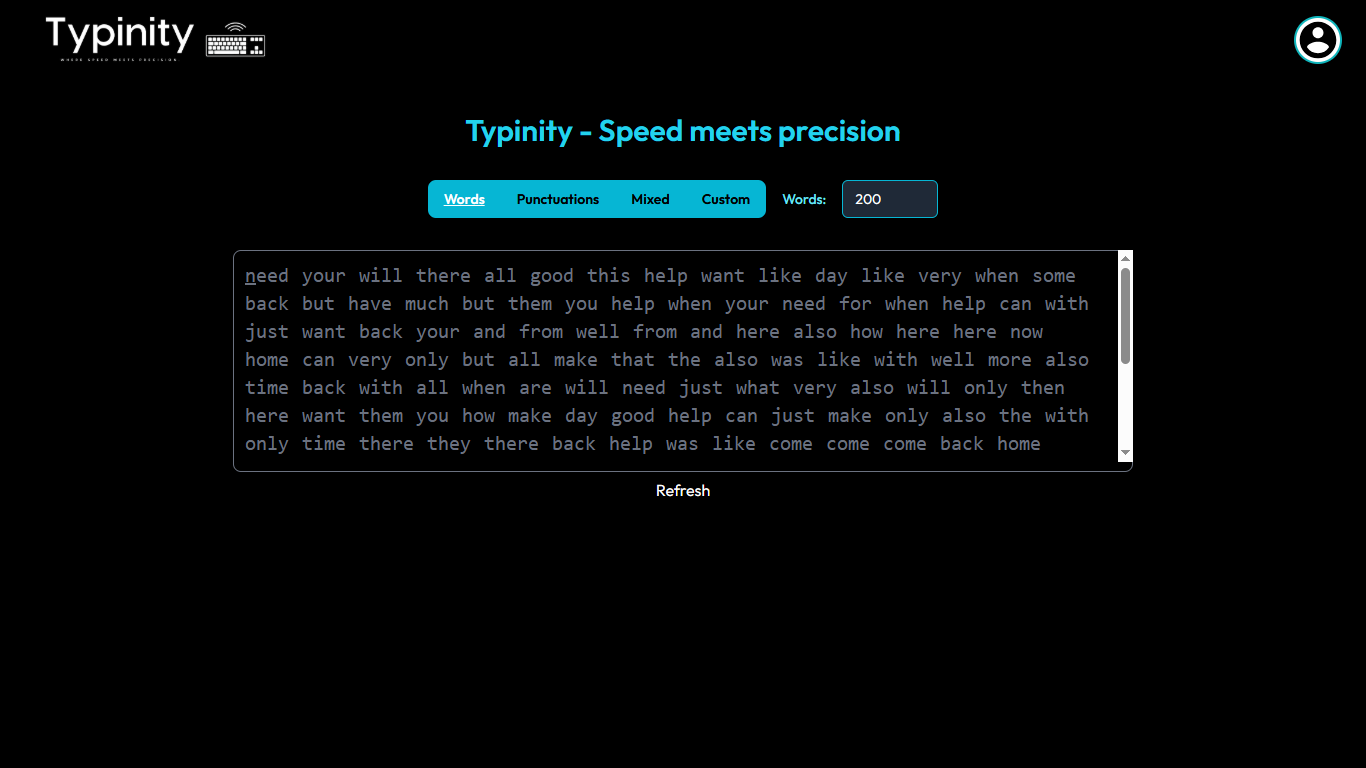 Typinity
WHERE SPEED MEETS PRECISION
Typinity - Speed meets precision
Words Punctuations Mixed Custom Words: 200
need your will there all good this help want like day like very when some
back but have much but them you help when your need for when help can with
just want back your and from well from and here also how here here now
home can very only but all make that the also was like with well more also
time back with all when are will need just what very also will only then
here want them you how make day good help can just make only also the with
only time there they there back help was like come come come back home
Refresh